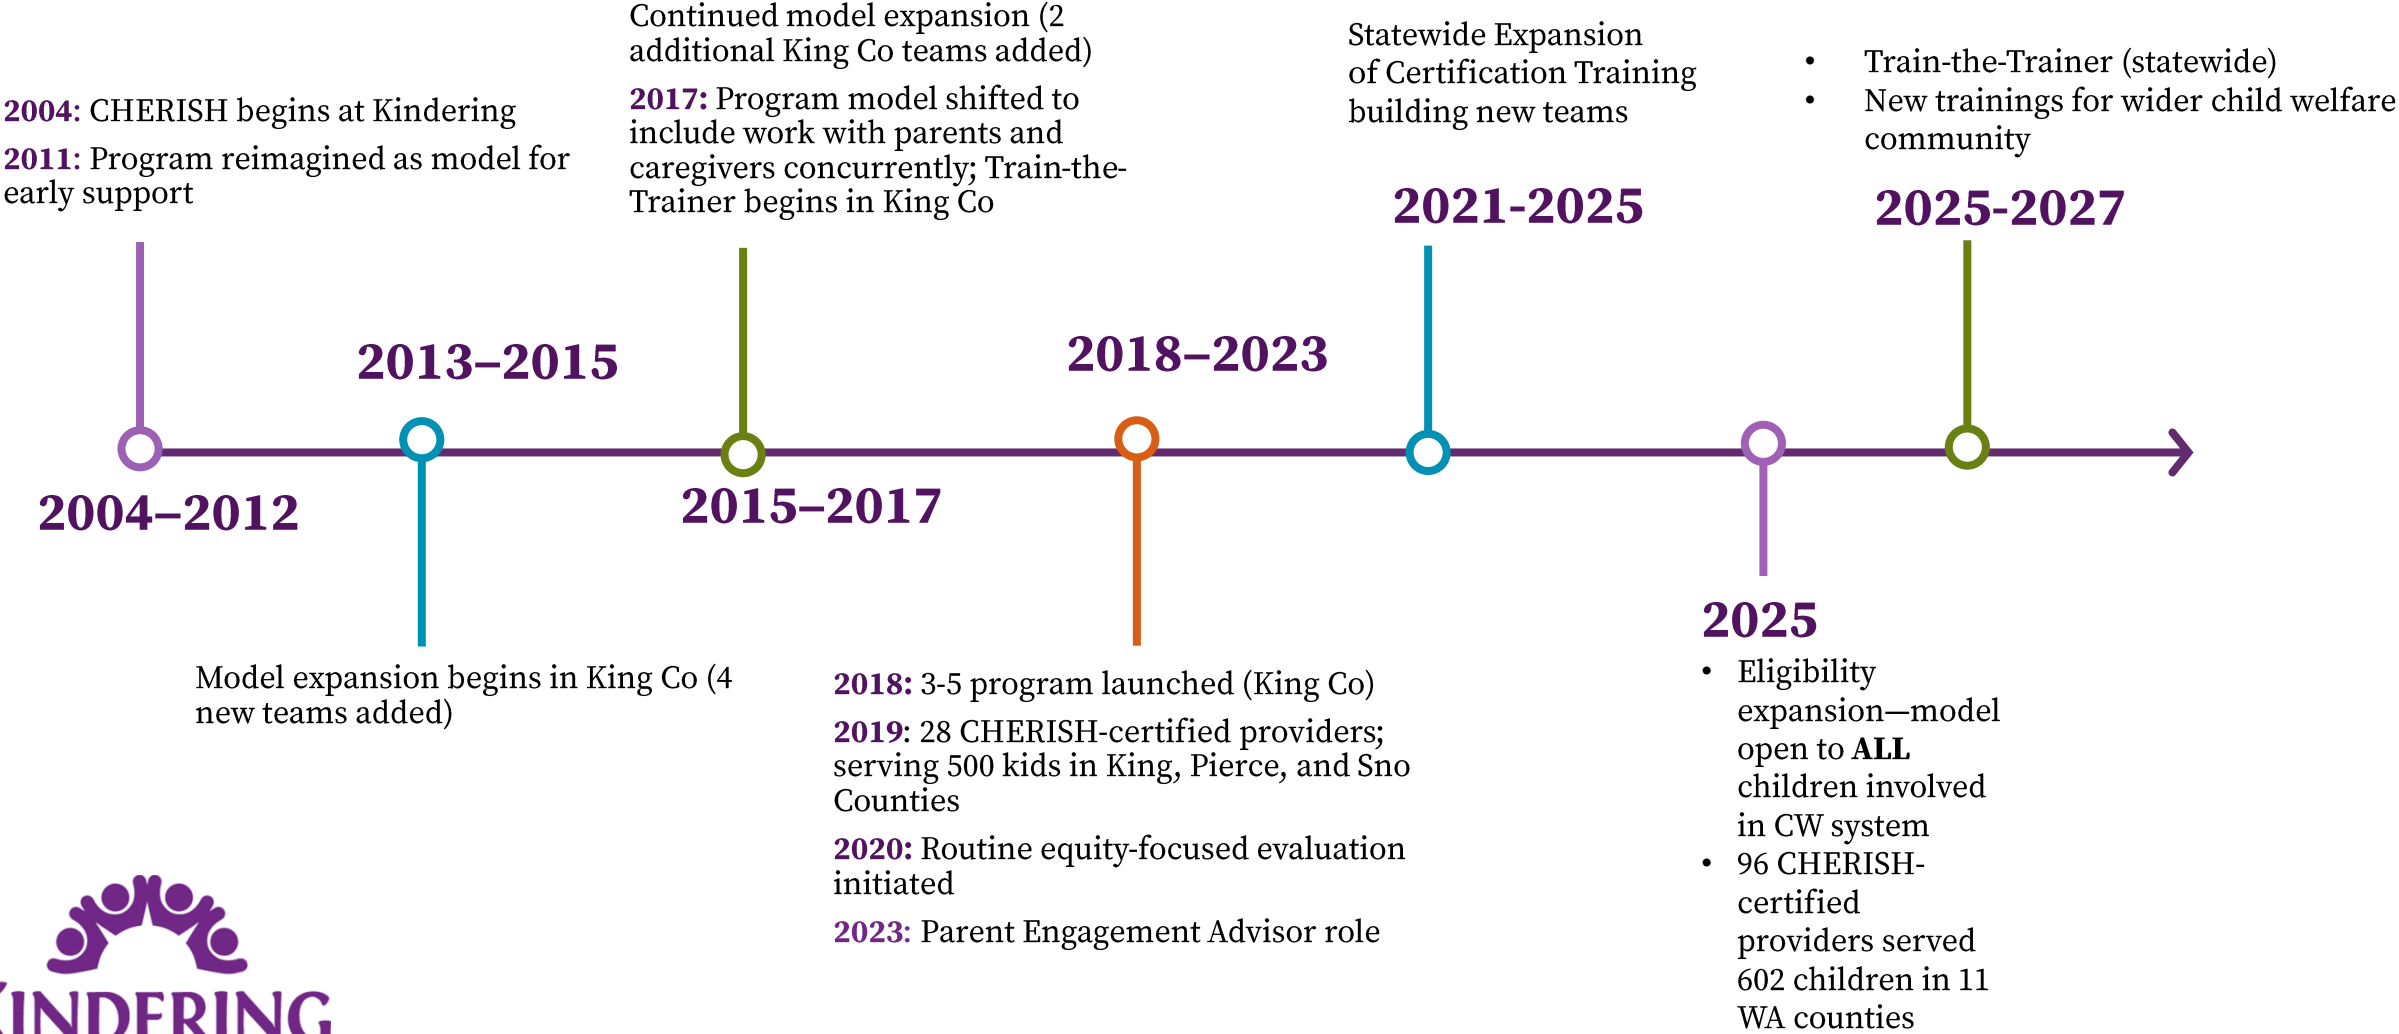 2004: CHERISH begins at Kindering
2011: Program reimagined as model for
early support
2004–2012
2013–2015
Model expansion begins in King Co (4
new teams added)
Continued model expansion (2
additional King Co teams added)
2017: Program model shifted to
include work with parents and
caregivers concurrently; Train-the-
Trainer begins in King Co
2015–2017
2018–2023
2018: 3-5 program launched (King Co)
2019: 28 CHERISH-certified providers;
serving 500 kids in King, Pierce, and Sno
Counties
2020: Routine equity-focused evaluation
initiated
2023: Parent Engagement Advisor role
Statewide Expansion
of Certification Training
building new teams
2021-2025
2025
• Eligibility
expansion—model
open to ALL
children involved
in CW system
• 96 CHERISH-
certified
providers served
602 children in 11
WA counties
• Train-the-Trainer (statewide)
• New trainings for wider child welfare
community
2025-2027
KINDERING